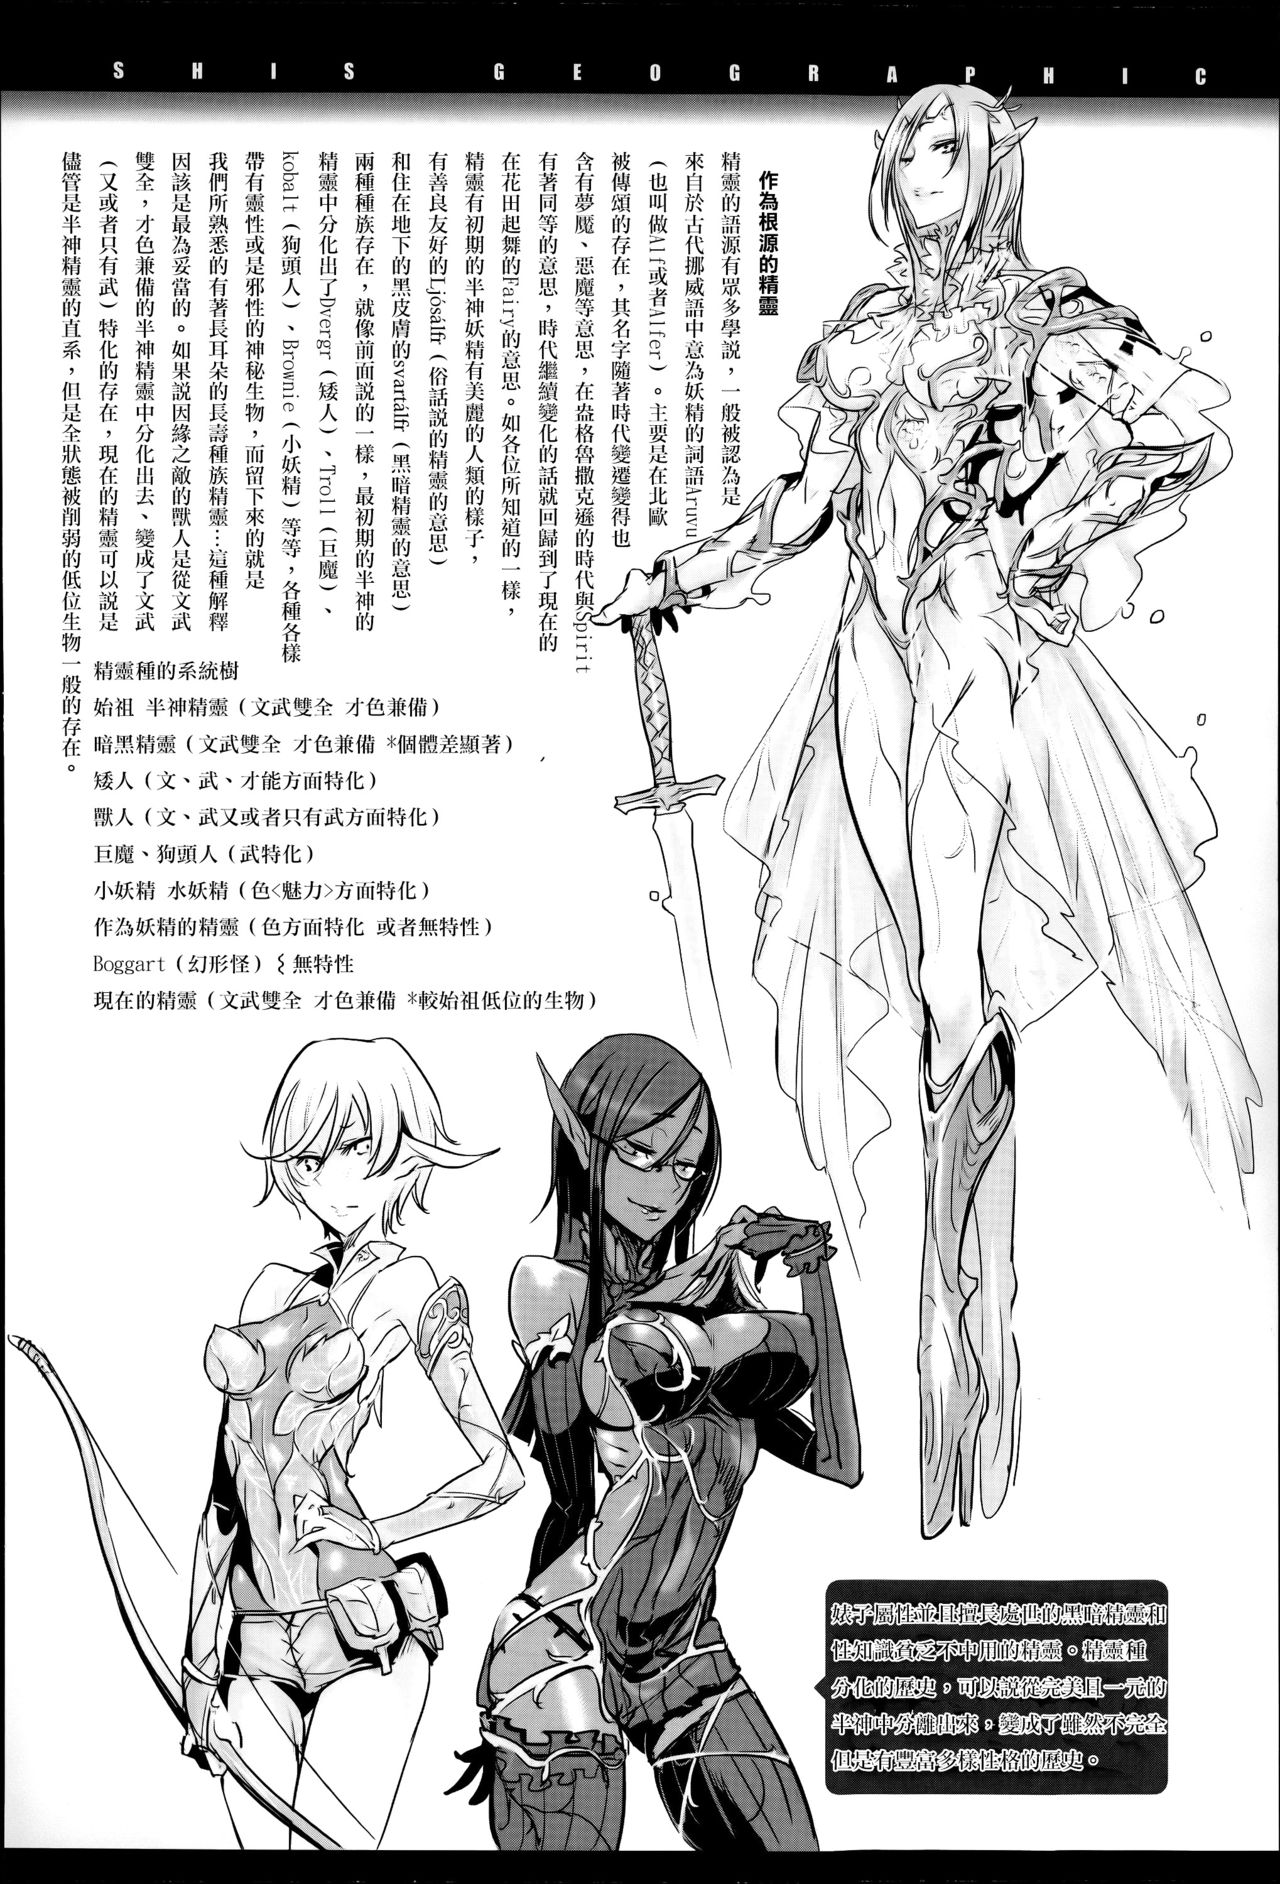 SHIS GEOGRAPHIC
作為根源的精靈
精靈的語源有眾多學説，一般被認為是
來自於古代挪威語中意為妖精的詞語Aruvu
（也叫做Alf或者Alfer）。主要是在北歐
被傳頌的存在，其名字隨著時代變遷變得也
含有夢魔、惡魔等意思，在盎格魯撒克遜的時代與Spirit
有著同等的意思，時代繼續變化的話就回歸到了現在的
在花田起舞的Fairy的意思。如各位所知道的一樣，
精靈有初期的半神妖精有美麗的人類的樣子，
有善良友好的Ljósálfr（俗話説的精靈的意思）
和住在地下的黑皮膚的svartálfr（黑暗精靈的意思）
兩種種族存在，就像前面説的一樣，最初期的半神的
精靈中分化出了Dvergr（矮人）、Troll（巨魔）、
kobalt（狗頭人）、Brownie（小妖精）等等，各種各樣
帶有靈性或是邪性的神秘生物，而留下來的就是
我們所熟悉的有著長耳朵的長壽種族精靈…這種解釋
因該是最為妥當的。如果説因緣之敵的獸人是從文武
雙全，才色兼備的半神精靈中分化出去、變成了文武
（又或者只有武）特化的存在，現在的精靈可以説是
儘管是半神精靈的直系，但是全狀態被削弱的低位生物一般的存在。
精靈種的系統樹
始祖 半神精靈（文武雙全 才色兼備）
暗黑精靈（文武雙全 才色兼備 *個體差顯著）
矮人（文、武、才能方面特化）
獸人（文、武又或者只有武方面特化）
巨魔、狗頭人（武特化）
小妖精 水妖精（色<魅力>方面特化）
作為妖精的精靈（色方面特化 或者無特性）
Boggart（幻形怪）~無特性
現在的精靈（文武雙全 才色兼備 *較始祖低位的生物）
婊子屬性並且擅長處世的黑暗精靈和
性知識貧乏不中用的精靈。精靈種
分化的歷史，可以説從完美且一元的
半神中分離出來，變成了雖然不完全
但是有豐富多樣性格的歷史。